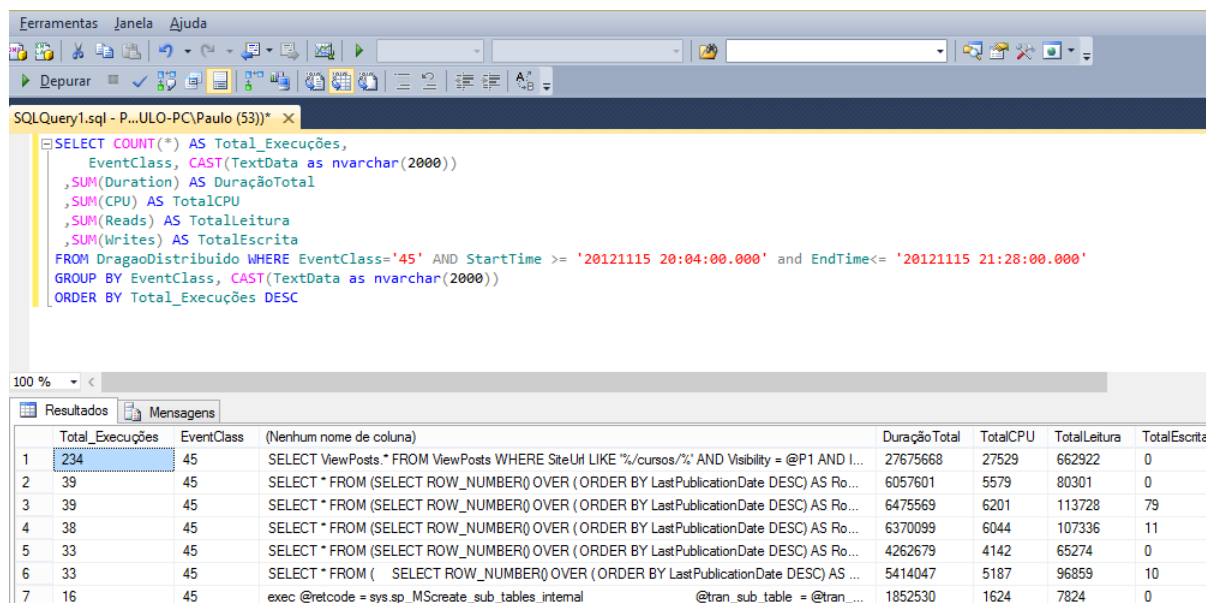 Ferramentas Janela Ajuda
Depurar
SQLQuery1.sql - P...ULO-PC\Paulo (53))*
SELECT COUNT(*) AS Total_Execuções,
EventClass, CAST(TextData as nvarchar(2000))
,SUM(Duration) AS DuraçãoTotal
,SUM(CPU) AS TotalCPU
,SUM(Reads) AS TotalLeitura
,SUM(Writes) AS TotalEscrita
FROM DragaoDistribuido WHERE EventClass='45' AND StartTime >= '20121115 20:04:00.000' and EndTime<= '20121115 21:28:00.000'
GROUP BY EventClass, CAST(TextData as nvarchar(2000))
ORDER BY Total_Execuções DESC
100 %
Resultados Mensagens
Total_Execuções EventClass (Nenhum nome de coluna) DuraçãoTotal TotalCPU TotalLeitura TotalEscrita
1 234 45 SELECT ViewPosts.* FROM ViewPosts WHERE SiteUrl LIKE '%/cursos/%' AND Visibility = @P1 AND I... 27675668 27529 662922 0
2 39 45 SELECT * FROM (SELECT ROW_NUMBER() OVER ( ORDER BY LastPublicationDate DESC) AS Ro... 6057601 5579 80301 0
3 39 45 SELECT * FROM (SELECT ROW_NUMBER() OVER ( ORDER BY LastPublicationDate DESC) AS Ro... 6475569 6201 113728 79
4 38 45 SELECT * FROM (SELECT ROW_NUMBER() OVER ( ORDER BY LastPublicationDate DESC) AS Ro... 6370099 6044 107336 11
5 33 45 SELECT * FROM (SELECT ROW_NUMBER() OVER ( ORDER BY LastPublicationDate DESC) AS Ro... 4262679 4142 65274 0
6 33 45 SELECT * FROM ( SELECT ROW_NUMBER() OVER ( ORDER BY LastPublicationDate DESC) AS ... 5414047 5187 96859 10
7 16 45 exec @retcode = sys.sp_MScreate_sub_tables_internal @tran_sub_table = @tran_... 1852530 1624 7824 0